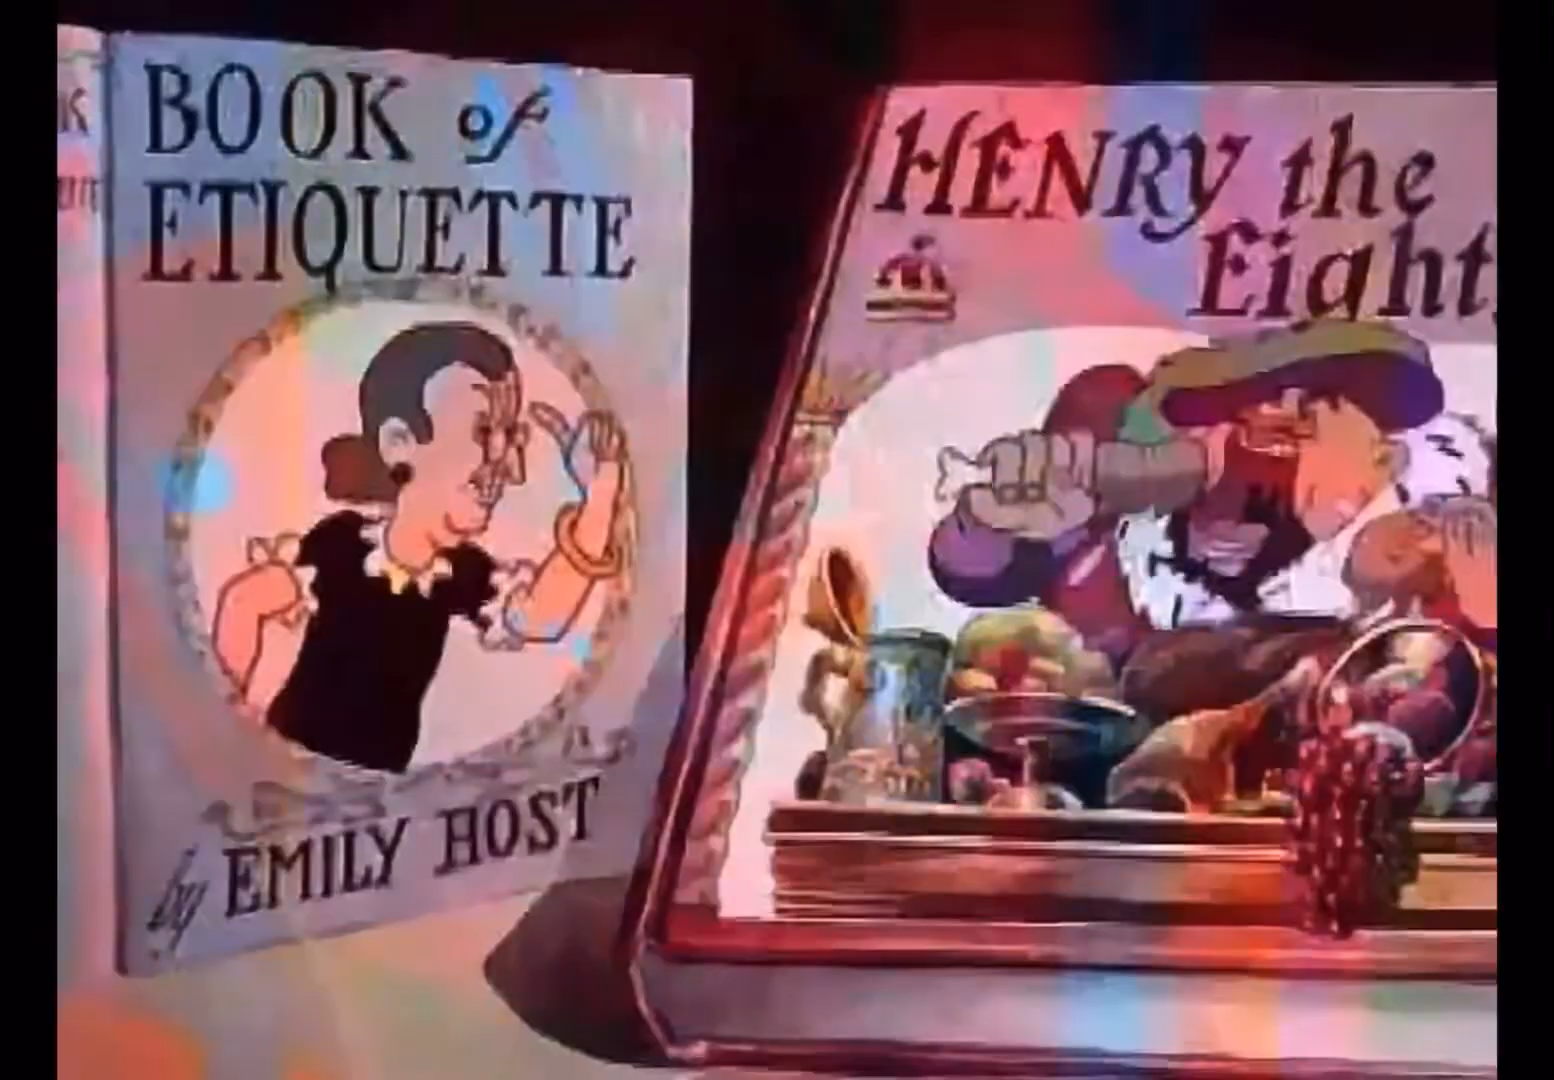 BOOK of
ETIQUETTE
by EMILY HOST
HENRY the
Eight